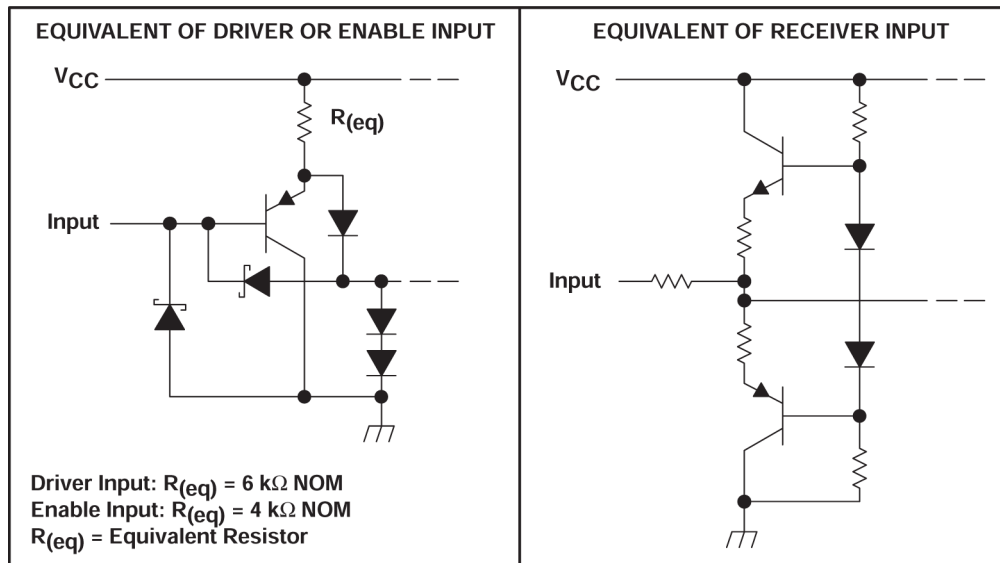 EQUIVALENT OF DRIVER OR ENABLE INPUT
VCC
R(eq)
Input
Driver Input: R(eq) = 6 kΩ NOM
Enable Input: R(eq) = 4 kΩ NOM
R(eq) = Equivalent Resistor
EQUIVALENT OF RECEIVER INPUT
VCC
Input